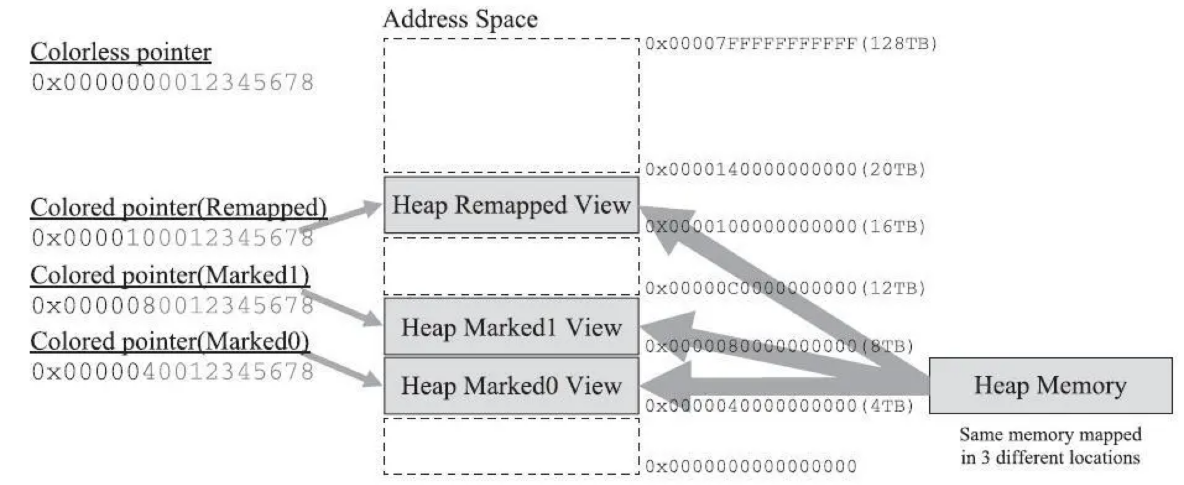 Address Space
Colorless pointer
0x0000000012345678
0x00007FFFFFFFFFFF(128TB)
0x0000140000000000(20TB)
Colored pointer(Remapped)
0x0000100012345678
Heap Remapped View
0x0000100000000000(16TB)
Colored pointer(Marked1)
0x0000080012345678
0x00000C0000000000(12TB)
Heap Marked1 View
0x0000080000000000(8TB)
Colored pointer(Marked0)
0x0000040012345678
Heap Marked0 View
0x0000040000000000(4TB)
Heap Memory
Same memory mapped
in 3 different locations
0x0000000000000000